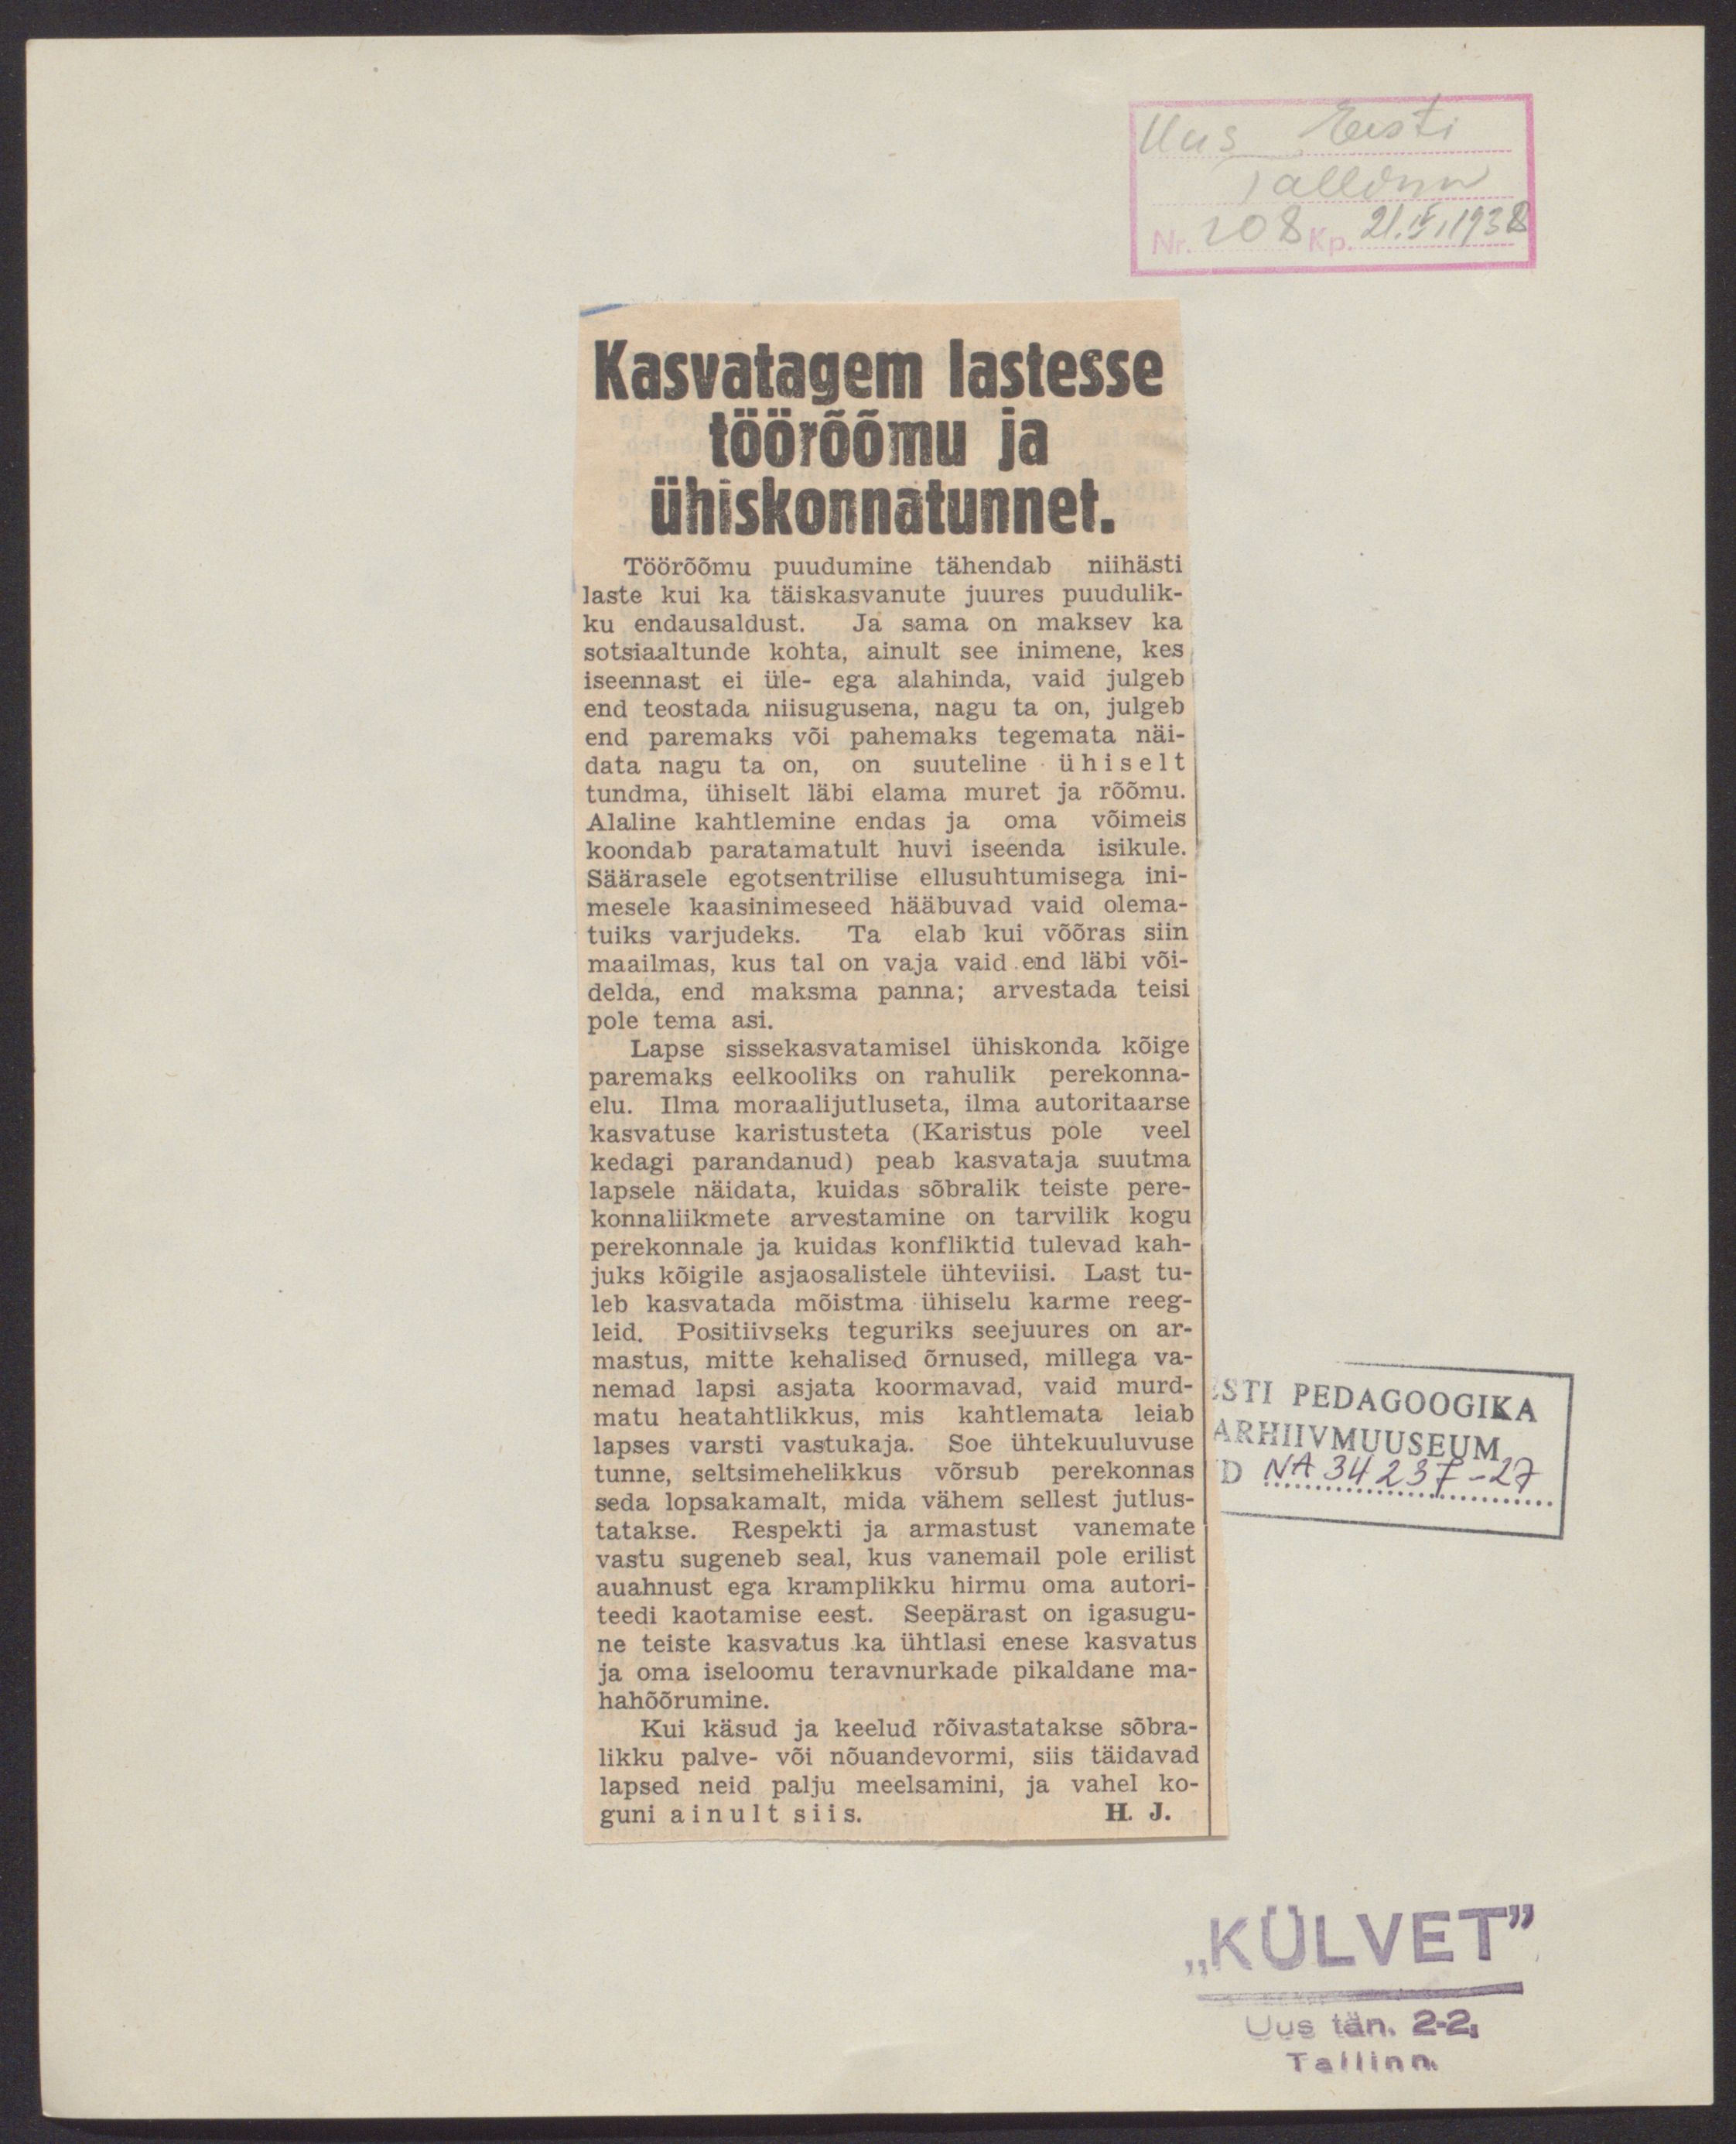 Uus Eesti
Tallinn
Nr. 208 Kp. 21. 1938
Kasvatagem lastesse
töörõõmu ja
ühiskonnatunnet.
Töörõõmu puudumine tähendab niihästi
laste kui ka täiskasvanute juures puudulik-
ku endausaldust. Ja sama on maksev ka
sotsiaaltunde kohta, ainult see inimene, kes
iseennast ei üle- ega alahinda, vaid julgeb
end teostada niisugusena, nagu ta on, julgeb
end paremaks või pahemaks tegemata näi-
data nagu ta on, on suuteline ühiselt
tundma, ühiselt läbi elama muret ja rõõmu.
Alaline kahtlemine endas ja oma võimeis
koondab paratamatult huvi iseenda isikule.
Säärasele egotsentrilise ellusuhtumisega ini-
mesele kaasinimeseed hääbuvad vaid olema-
tuiks varjudeks. Ta elab kui võõras siin
maailmas, kus tal on vaja vaid end läbi või-
delda, end maksma panna; arvestada teisi
pole tema asi.
Lapse sissekasvatamisel ühiskonda kõige
paremaks eelkooliks on rahulik perekonna-
elu. Ilma moraalijutluseta, ilma autoritaarse
kasvatuse karistusteta (Karistus pole veel
kedagi parandanud) peab kasvataja suutma
lapsele näidata, kuidas sõbralik teiste pere-
konnaliikmete arvestamine on tarvilik kogu
perekonnale ja kuidas konfliktid tulevad kah-
juks kõigile asjaosalistele ühteviisi. Last tu-
leb kasvatada mõistma ühiselu karme reeg-
leid. Positiivseks teguriks seejuures on ar-
mastus, mitte kehalised õrnused, millega va-
nemad lapsi asjata koormavad, vaid murd-
matu heatahtlikkus, mis kahtlemata leiab
lapses varsti vastukaja. Soe ühtekuuluvuse
tunne, seltsimehelikkus võrsub perekonnas
seda lopsakamalt, mida vähem sellest jutlus-
tatakse. Respekti ja armastust vanemate
vastu sugeneb seal, kus vanemail pole erilist
auahnust ega kramplikku hirmu oma autori-
teedi kaotamise eest. Seepärast on igasugu-
ne teiste kasvatus ka ühtlasi enese kasvatus
ja oma iseloomu teravnurkade pikaldane ma-
hahõõrumine.
Kui käsud ja keelud rõivastatakse sõbra-
likku palve- või nõuandevormi, siis täidavad
lapsed neid palju meelsamini, ja vahel ko-
guni ainult siis. H. J.
STI PEDAGOOGIKA
ARHIIVMUUSEUM
D NA 34237-27
„KÜLVET”
Uus tän. 2-2,
Tallinn.